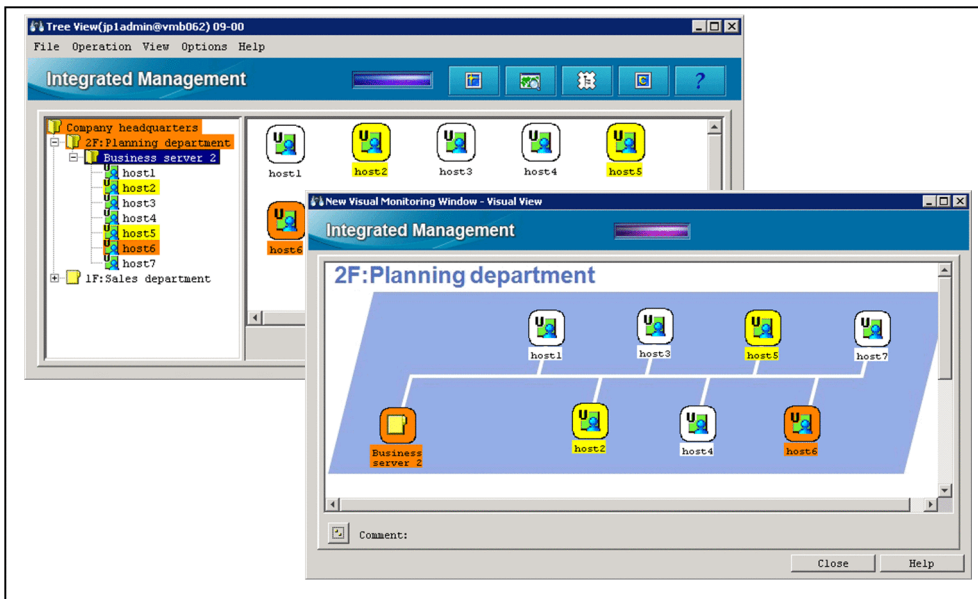 Tree View(jp1admin@vmb062) 09-00
File Operation View Options Help
Integrated Management
Company headquarters
2F:Planning department
Business server 2
host1
host2
host3
host4
host5
host6
host7
1F:Sales department
host1
host2
host3
host4
host5
host6
New Visual Monitoring Window - Visual View
Integrated Management
2F:Planning department
host1
host3
host5
host7
Business
server 2
host2
host4
host6
Comment:
Close
Help